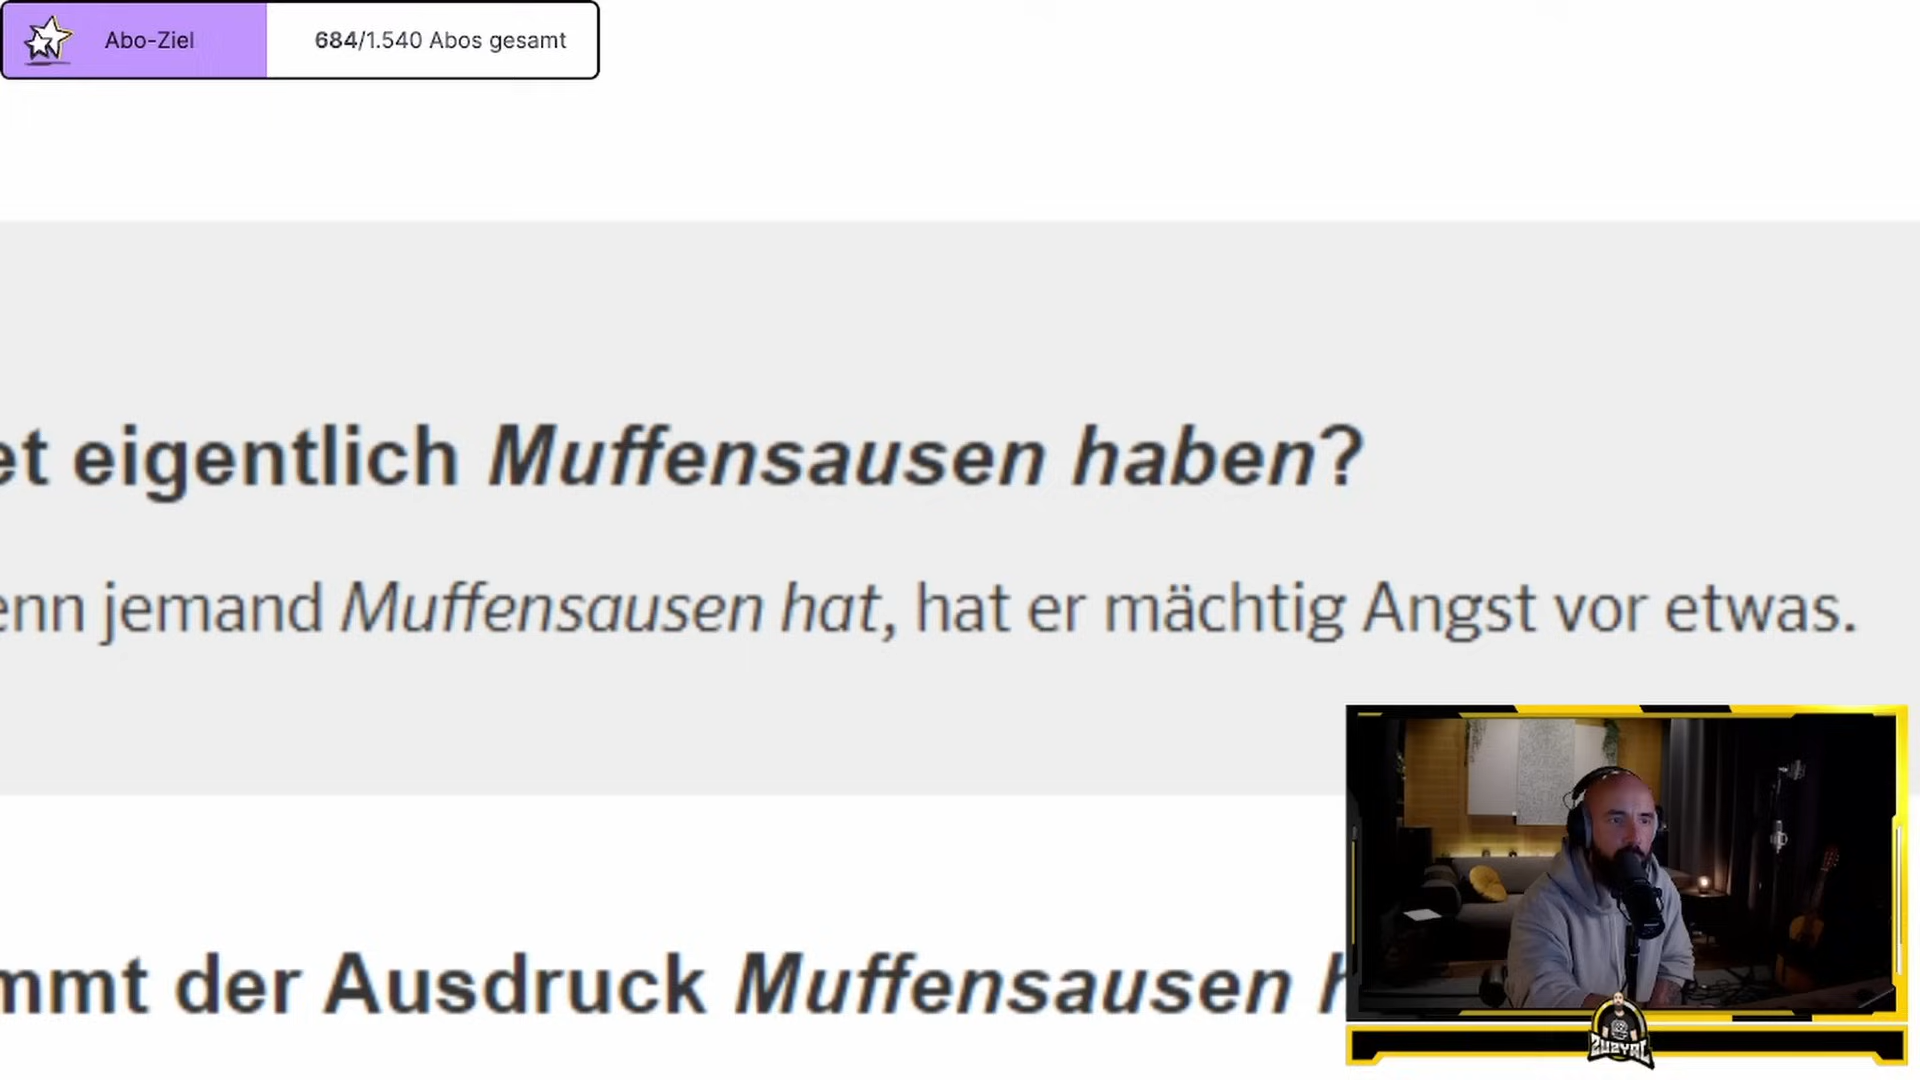 Abo-Ziel
684/1.540 Abos gesamt
et eigentlich Muffensausen haben?
enn jemand Muffensausen hat, hat er mächtig Angst vor etwas.
mmt der Ausdruck Muffensausen h